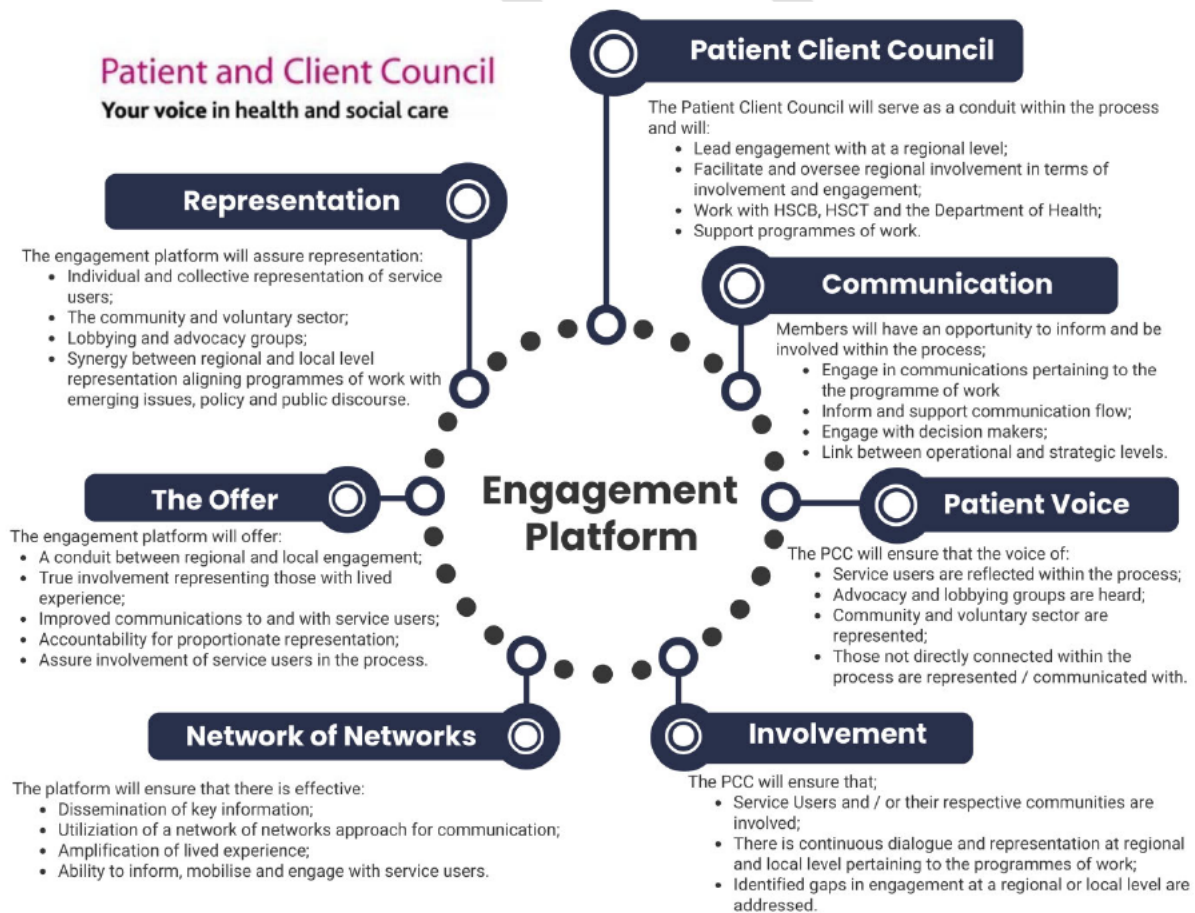 Patient and Client Council
Your voice in health and social care
Patient Client Council
The Patient Client Council will serve as a conduit within the process
and will:
• Lead engagement with at a regional level;
• Facilitate and oversee regional involvement in terms of
involvement and engagement;
• Work with HSCB, HSCT and the Department of Health;
• Support programmes of work.
Representation
The engagement platform will assure representation:
• Individual and collective representation of service
users;
• The community and voluntary sector;
• Lobbying and advocacy groups;
• Synergy between regional and local level
representation aligning programmes of work with
emerging issues, policy and public discourse.
Communication
Members will have an opportunity to inform and be
involved within the process;
• Engage in communications pertaining to the
the programme of work
• Inform and support communication flow;
• Engage with decision makers;
• Link between operational and strategic levels.
Engagement
Platform
The Offer
The engagement platform will offer:
• A conduit between regional and local engagement;
• True involvement representing those with lived
experience;
• Improved communications to and with service users;
• Accountability for proportionate representation;
• Assure involvement of service users in the process.
Patient Voice
The PCC will ensure that the voice of:
• Service users are reflected within the process;
• Advocacy and lobbying groups are heard;
• Community and voluntary sector are
represented;
• Those not directly connected within the
process are represented / communicated with.
Network of Networks
The platform will ensure that there is effective:
• Dissemination of key information;
• Utiliziation of a network of networks approach for communication;
• Amplification of lived experience;
• Ability to inform, mobilise and engage with service users.
Involvement
The PCC will ensure that;
• Service Users and / or their respective communities are
involved;
• There is continuous dialogue and representation at regional
and local level pertaining to the programmes of work;
• Identified gaps in engagement at a regional or local level are
addressed.